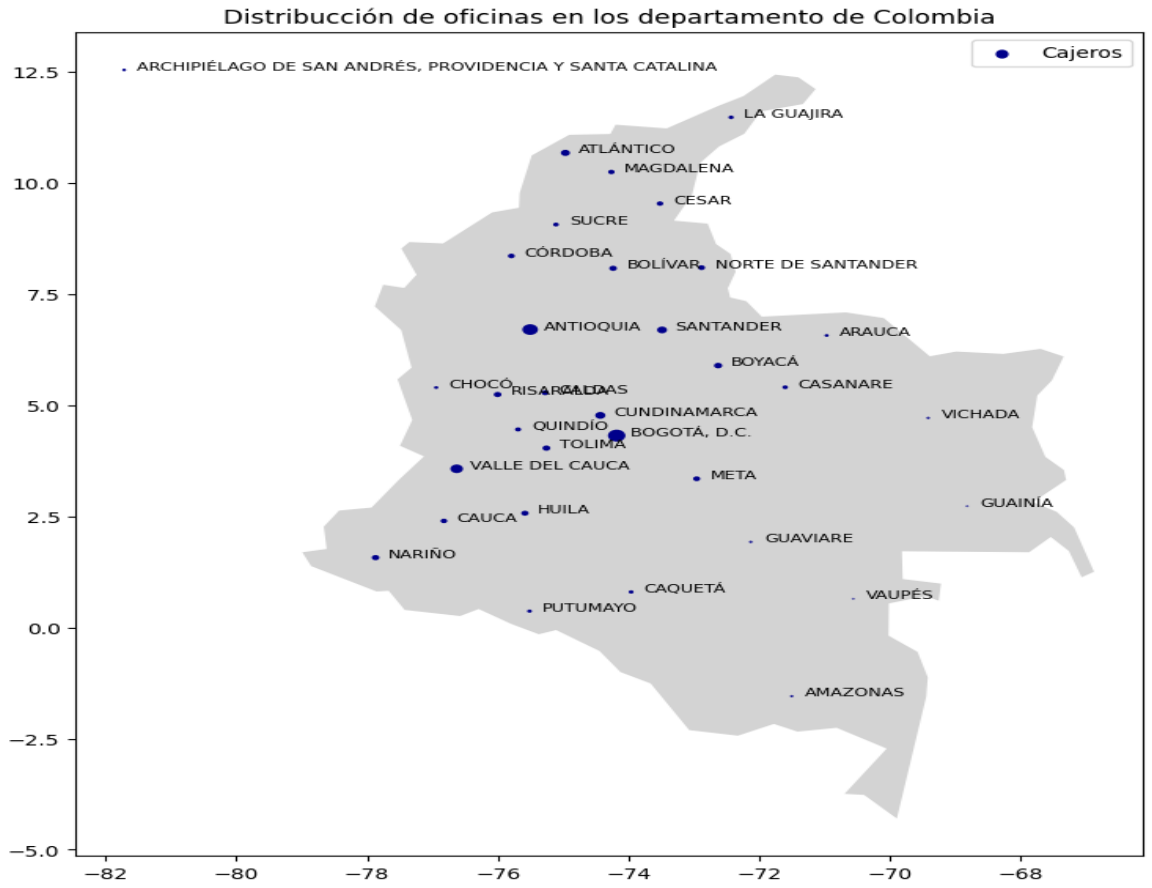 Distribucción de oficinas en los departamento de Colombia
Cajeros
12.5
ARCHIPIÉLAGO DE SAN ANDRÉS, PROVIDENCIA Y SANTA CATALINA
LA GUAJIRA
ATLÁNTICO
MAGDALENA
10.0
CESAR
SUCRE
CÓRDOBA
BOLÍVAR
NORTE DE SANTANDER
7.5
ANTIOQUIA
SANTANDER
ARAUCA
BOYACÁ
CHOCÓ
CASANARE
RISARALDA
CALDAS
5.0
CUNDINAMARCA
VICHADA
QUINDÍO
BOGOTÁ, D.C.
TOLIMA
VALLE DEL CAUCA
META
GUAINÍA
HUILA
2.5
CAUCA
GUAVIARE
NARIÑO
CAQUETÁ
VAUPÉS
PUTUMAYO
0.0
AMAZONAS
−2.5
−5.0
−82
−80
−78
−76
−74
−72
−70
−68